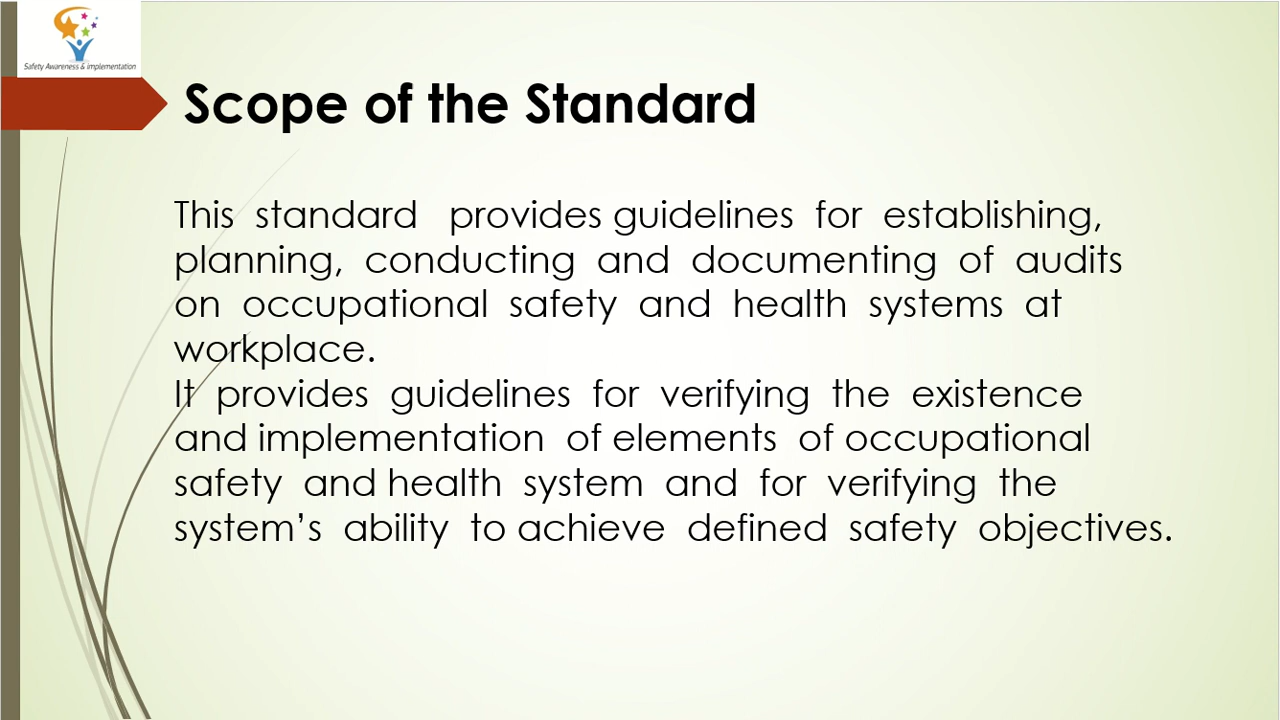 Safety Awareness & implementation
Scope of the Standard
This standard provides guidelines for establishing,
planning, conducting and documenting of audits
on occupational safety and health systems at
workplace.
It provides guidelines for verifying the existence
and implementation of elements of occupational
safety and health system and for verifying the
system’s ability to achieve defined safety objectives.